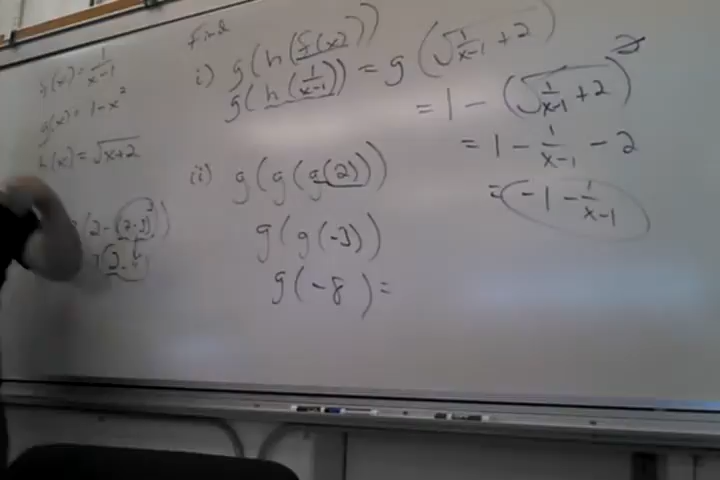 f(x) = 1/(x-1)
g(x) = 1-x²
h(x) = √(x+2)
Find
i) g(h(f(x)))
g(h(1/(x-1))) = g(√(1/(x-1) + 2))
= 1 - (√(1/(x-1) + 2))²
= 1 - 1/(x-1) - 2
= -1 - 1/(x-1)
ii) g(g(g(2)))
g(g(-3))
g(-8) =